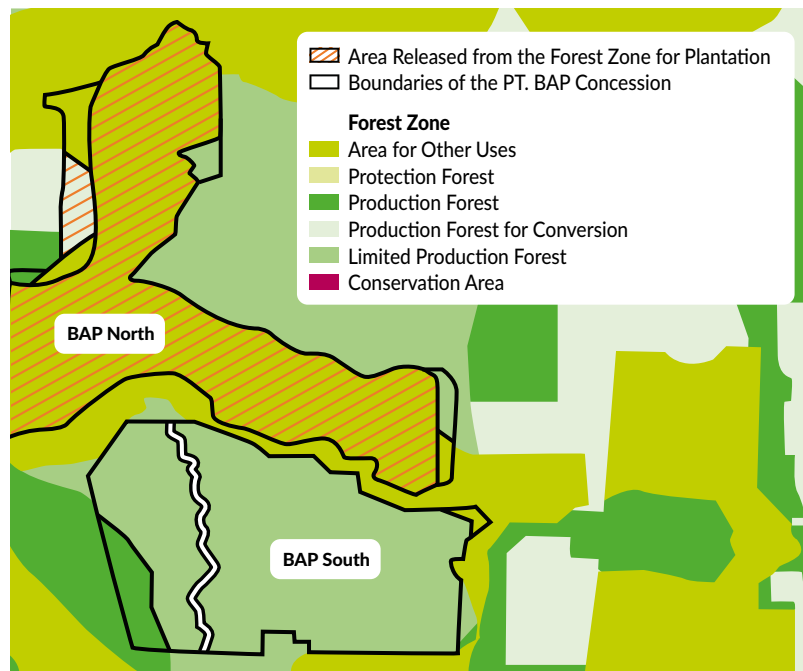 Area Released from the Forest Zone for Plantation
Boundaries of the PT. BAP Concession
Forest Zone
Area for Other Uses
Protection Forest
Production Forest
Production Forest for Conversion
Limited Production Forest
Conservation Area
BAP North
BAP South